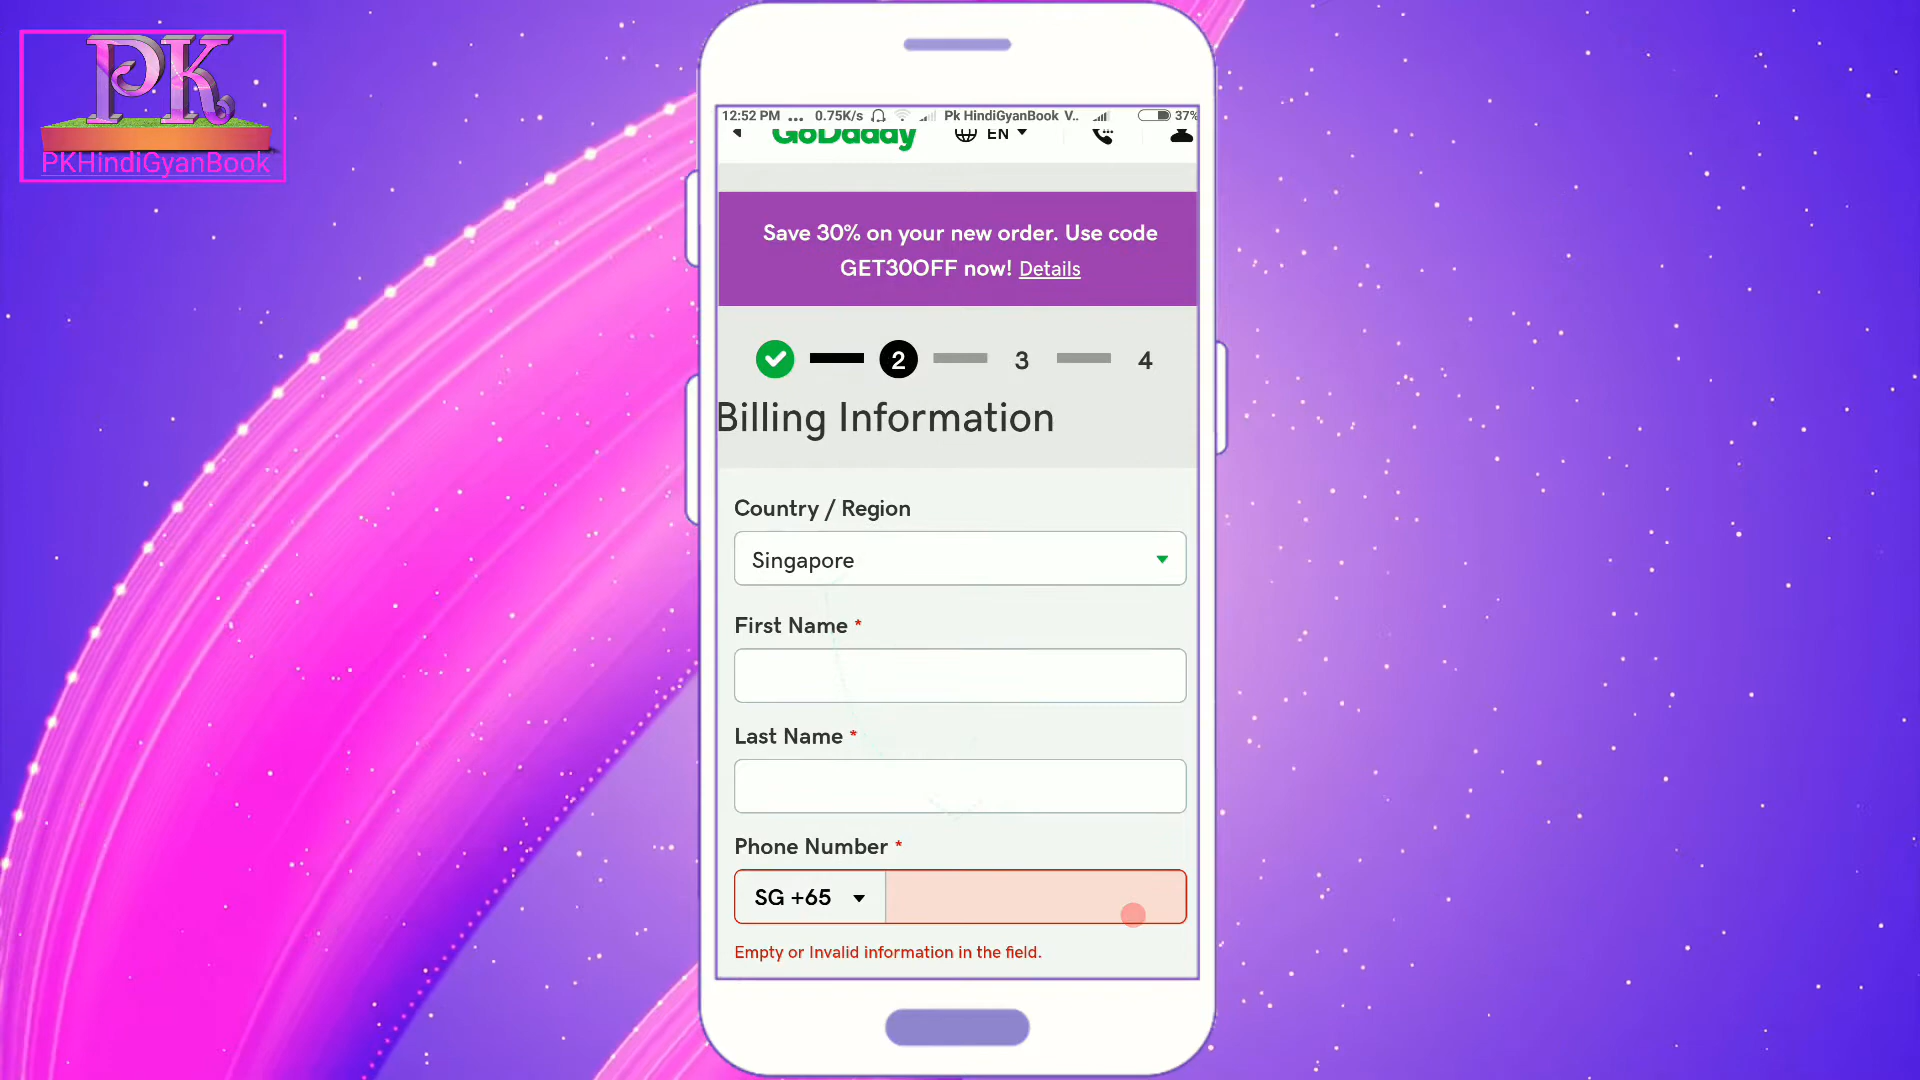 PK
PKHindiGyanBook
12:52 PM ... 0.75K/s Pk HindiGyanBook V.. 37%
GoDaddy EN
Save 30% on your new order. Use code
GET30OFF now! Details
2 3 4
Billing Information
Country / Region
Singapore
First Name *
Last Name *
Phone Number *
SG +65
Empty or Invalid information in the field.